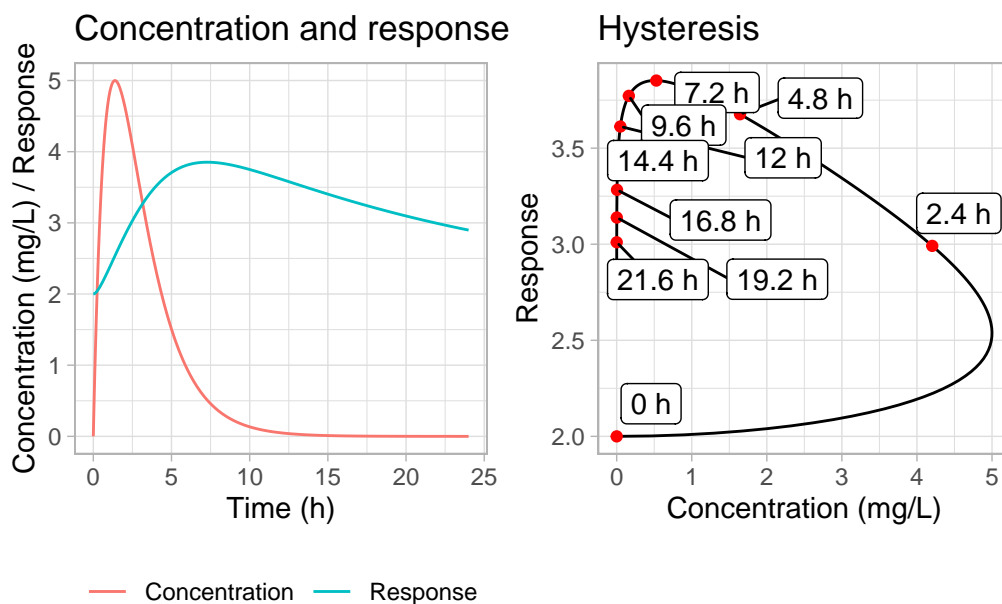 Concentration and response
Concentration (mg/L) / Response
5
4
3
2
1
0
0
5
10
15
20
25
Time (h)
Concentration
Response
Hysteresis
Response
3.5
3.0
2.5
2.0
7.2 h
4.8 h
9.6 h
12 h
14.4 h
2.4 h
16.8 h
21.6 h
19.2 h
0 h
0
1
2
3
4
5
Concentration (mg/L)